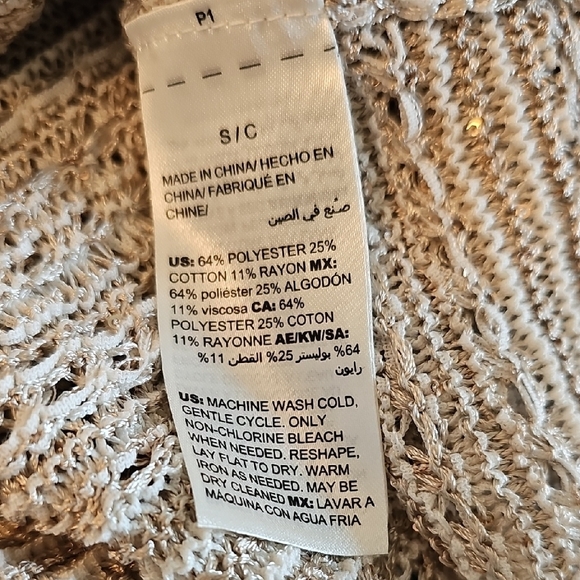 P1
S / C
MADE IN CHINA/ HECHO EN
CHINA/ FABRIQUÉ EN
CHINE/
صنع في الصين
US: 64% POLYESTER 25%
COTTON 11% RAYON MX:
64% poliéster 25% ALGODÓN
11% viscosa CA: 64%
POLYESTER 25% COTON
11% RAYONNE AE/KW/SA:
64% بوليستر 25% القطن 11%
رايون
US: MACHINE WASH COLD,
GENTLE CYCLE. ONLY
NON-CHLORINE BLEACH
WHEN NEEDED. RESHAPE,
LAY FLAT TO DRY. WARM
IRON AS NEEDED. MAY BE
DRY CLEANED MX: LAVAR A
MÁQUINA CON AGUA FRIA